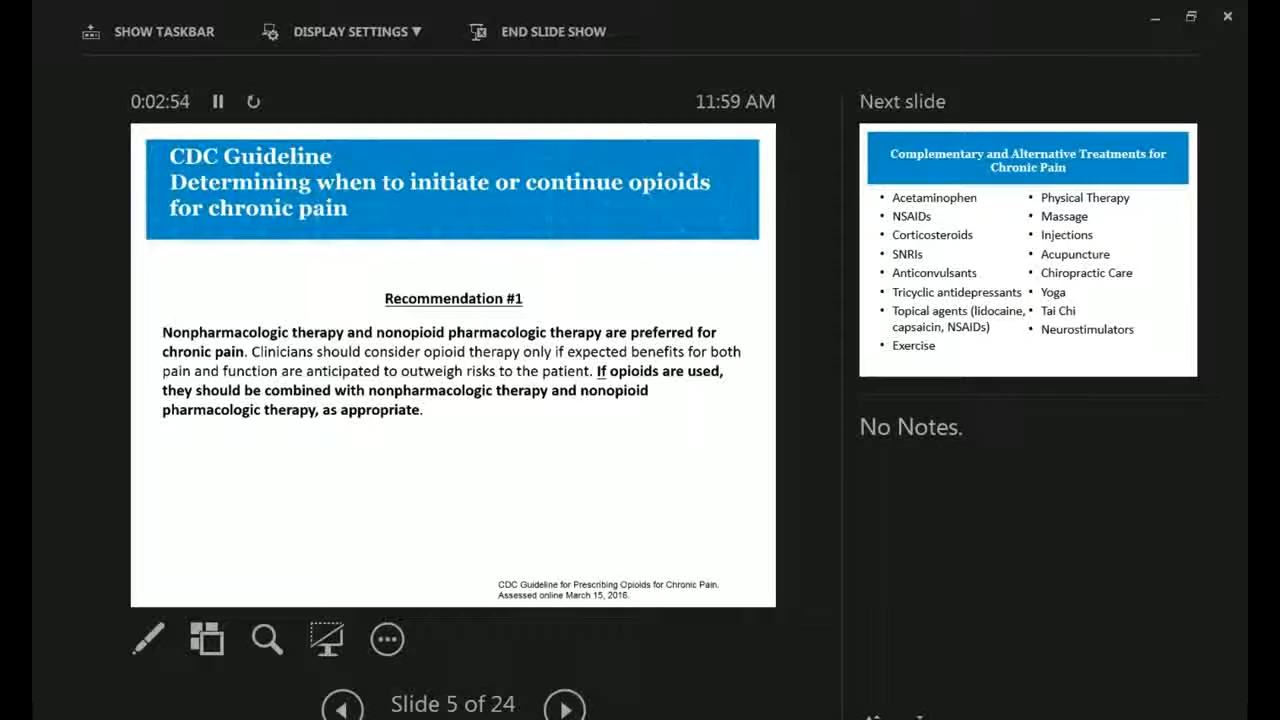 SHOW TASKBAR
DISPLAY SETTINGS ▼
END SLIDE SHOW
0:02:54
11:59 AM
CDC Guideline
Determining when to initiate or continue opioids
for chronic pain
Recommendation #1
Nonpharmacologic therapy and nonopioid pharmacologic therapy are preferred for
chronic pain. Clinicians should consider opioid therapy only if expected benefits for both
pain and function are anticipated to outweigh risks to the patient. If opioids are used,
they should be combined with nonpharmacologic therapy and nonopioid
pharmacologic therapy, as appropriate.
CDC Guideline for Prescribing Opioids for Chronic Pain.
Assessed online March 15, 2016.
Slide 5 of 24
Next slide
Complementary and Alternative Treatments for
Chronic Pain
• Acetaminophen
• NSAIDs
• Corticosteroids
• SNRIs
• Anticonvulsants
• Tricyclic antidepressants
• Topical agents (lidocaine,
capsaicin, NSAIDs)
• Exercise
• Physical Therapy
• Massage
• Injections
• Acupuncture
• Chiropractic Care
• Yoga
• Tai Chi
• Neurostimulators
No Notes.